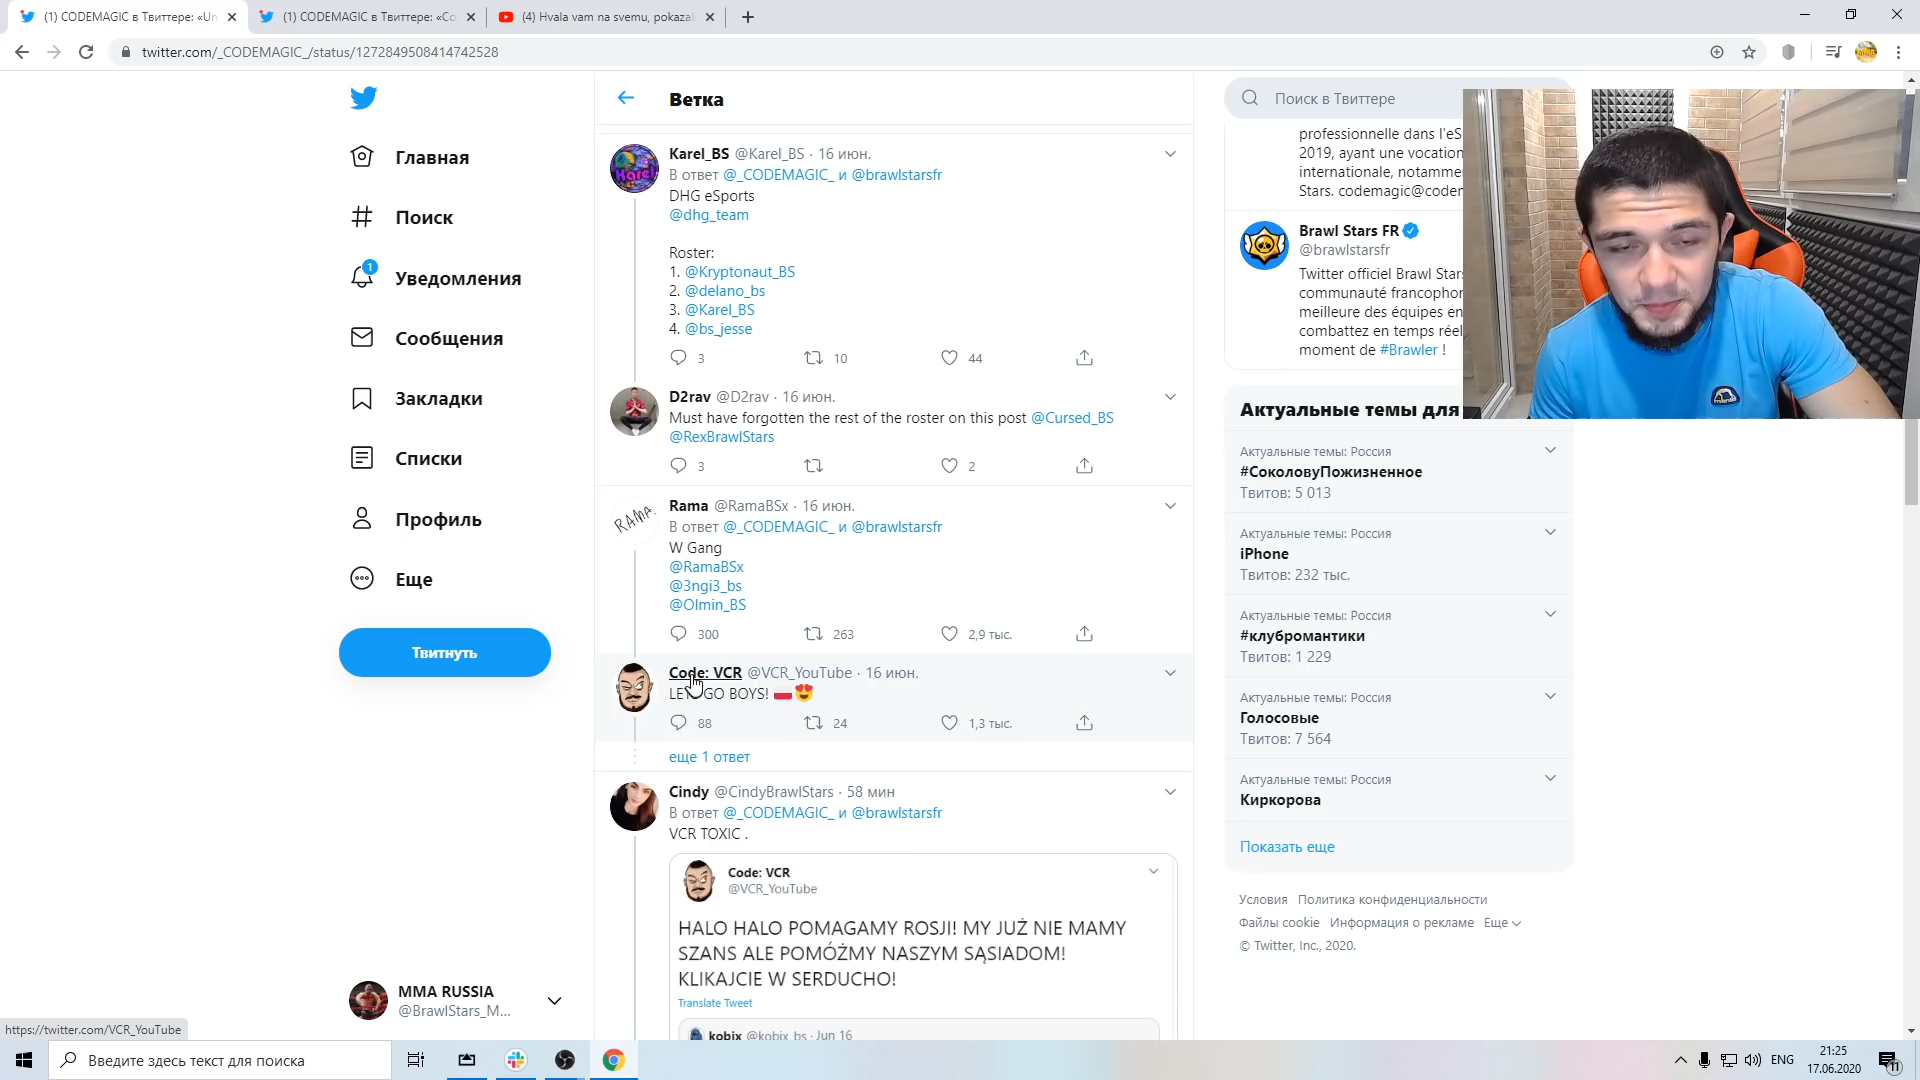 (1) CODEMAGIC в Твиттере: «Un
(1) CODEMAGIC в Твиттере: «Co
(4) Hvala vam na svemu, pokazali
twitter.com/_CODEMAGIC_/status/1272849508414742528
Главная
Поиск
1
Уведомления
Сообщения
Закладки
Списки
Профиль
Еще
Твитнуть
MMA RUSSIA
@BrawlStars_M...
https://twitter.com/VCR_YouTube
Ветка
Karel_BS @Karel_BS · 16 июн.
В ответ @_CODEMAGIC_ и @brawlstarsfr
DHG eSports
@dhg_team
Roster:
1. @Kryptonaut_BS
2. @delano_bs
3. @Karel_BS
4. @bs_jesse
3 10 44
D2rav @D2rav · 16 июн.
Must have forgotten the rest of the roster on this post @Cursed_BS
@RexBrawlStars
3 2
RAMA.
Rama @RamaBSx · 16 июн.
В ответ @_CODEMAGIC_ и @brawlstarsfr
W Gang
@RamaBSx
@3ngi3_bs
@Olmin_BS
300 263 2,9 тыс.
Code: VCR @VCR_YouTube · 16 июн.
GO BOYS!
88 24 1,3 тыс.
еще 1 ответ
Cindy @CindyBrawlStars · 58 мин
В ответ @_CODEMAGIC_ и @brawlstarsfr
VCR TOXIC .
Code: VCR
@VCR_YouTube
HALO HALO POMAGAMY ROSJI! MY JUŻ NIE MAMY
SZANS ALE POMÓŻMY NASZYM SĄSIADOM!
KLIKAJCIE W SERDUCHO!
Translate Tweet
kobix @kobix_bs · Jun 16
Поиск в Твиттере
professionnelle dans l'eS
2019, ayant une vocation
internationale, notammen
Stars. codemagic@coden
Brawl Stars FR
@brawlstarsfr
Twitter officiel Brawl Stars
communauté francophon
meilleure des équipes en
combattez en temps réel
moment de #Brawler !
Актуальные темы для
Актуальные темы: Россия
#СоколовуПожизненное
Твитов: 5 013
Актуальные темы: Россия
iPhone
Твитов: 232 тыс.
Актуальные темы: Россия
#клубромантики
Твитов: 1 229
Актуальные темы: Россия
Голосовые
Твитов: 7 564
Актуальные темы: Россия
Киркорова
Показать еще
Условия Политика конфиденциальности
Файлы cookie Информация о рекламе Еще
© Twitter, Inc., 2020.
Введите здесь текст для поиска
ENG
21:25
17.06.2020
11